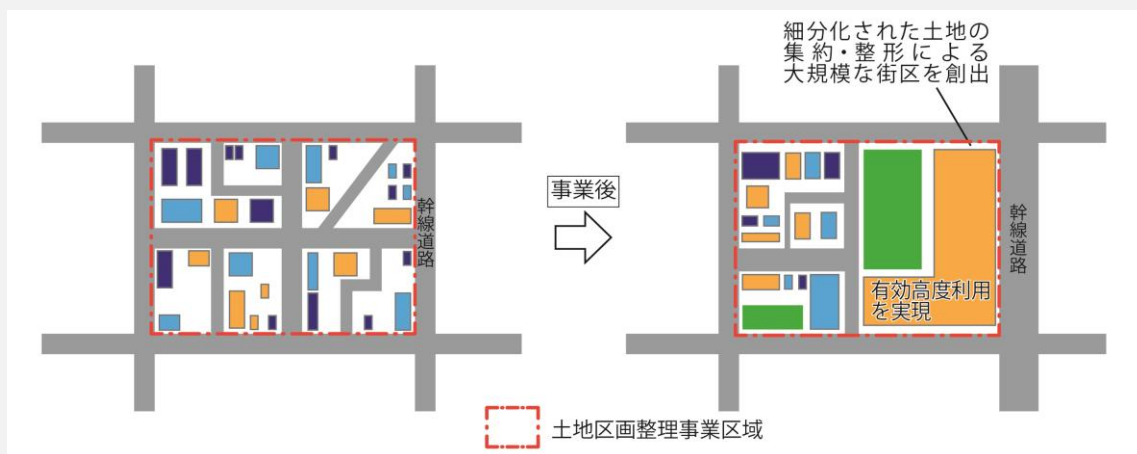 細分化された土地の
集約・整形による
大規模な街区を創出
幹線道路
事業後
幹線道路
有効高度利用
を実現
土地区画整理事業区域